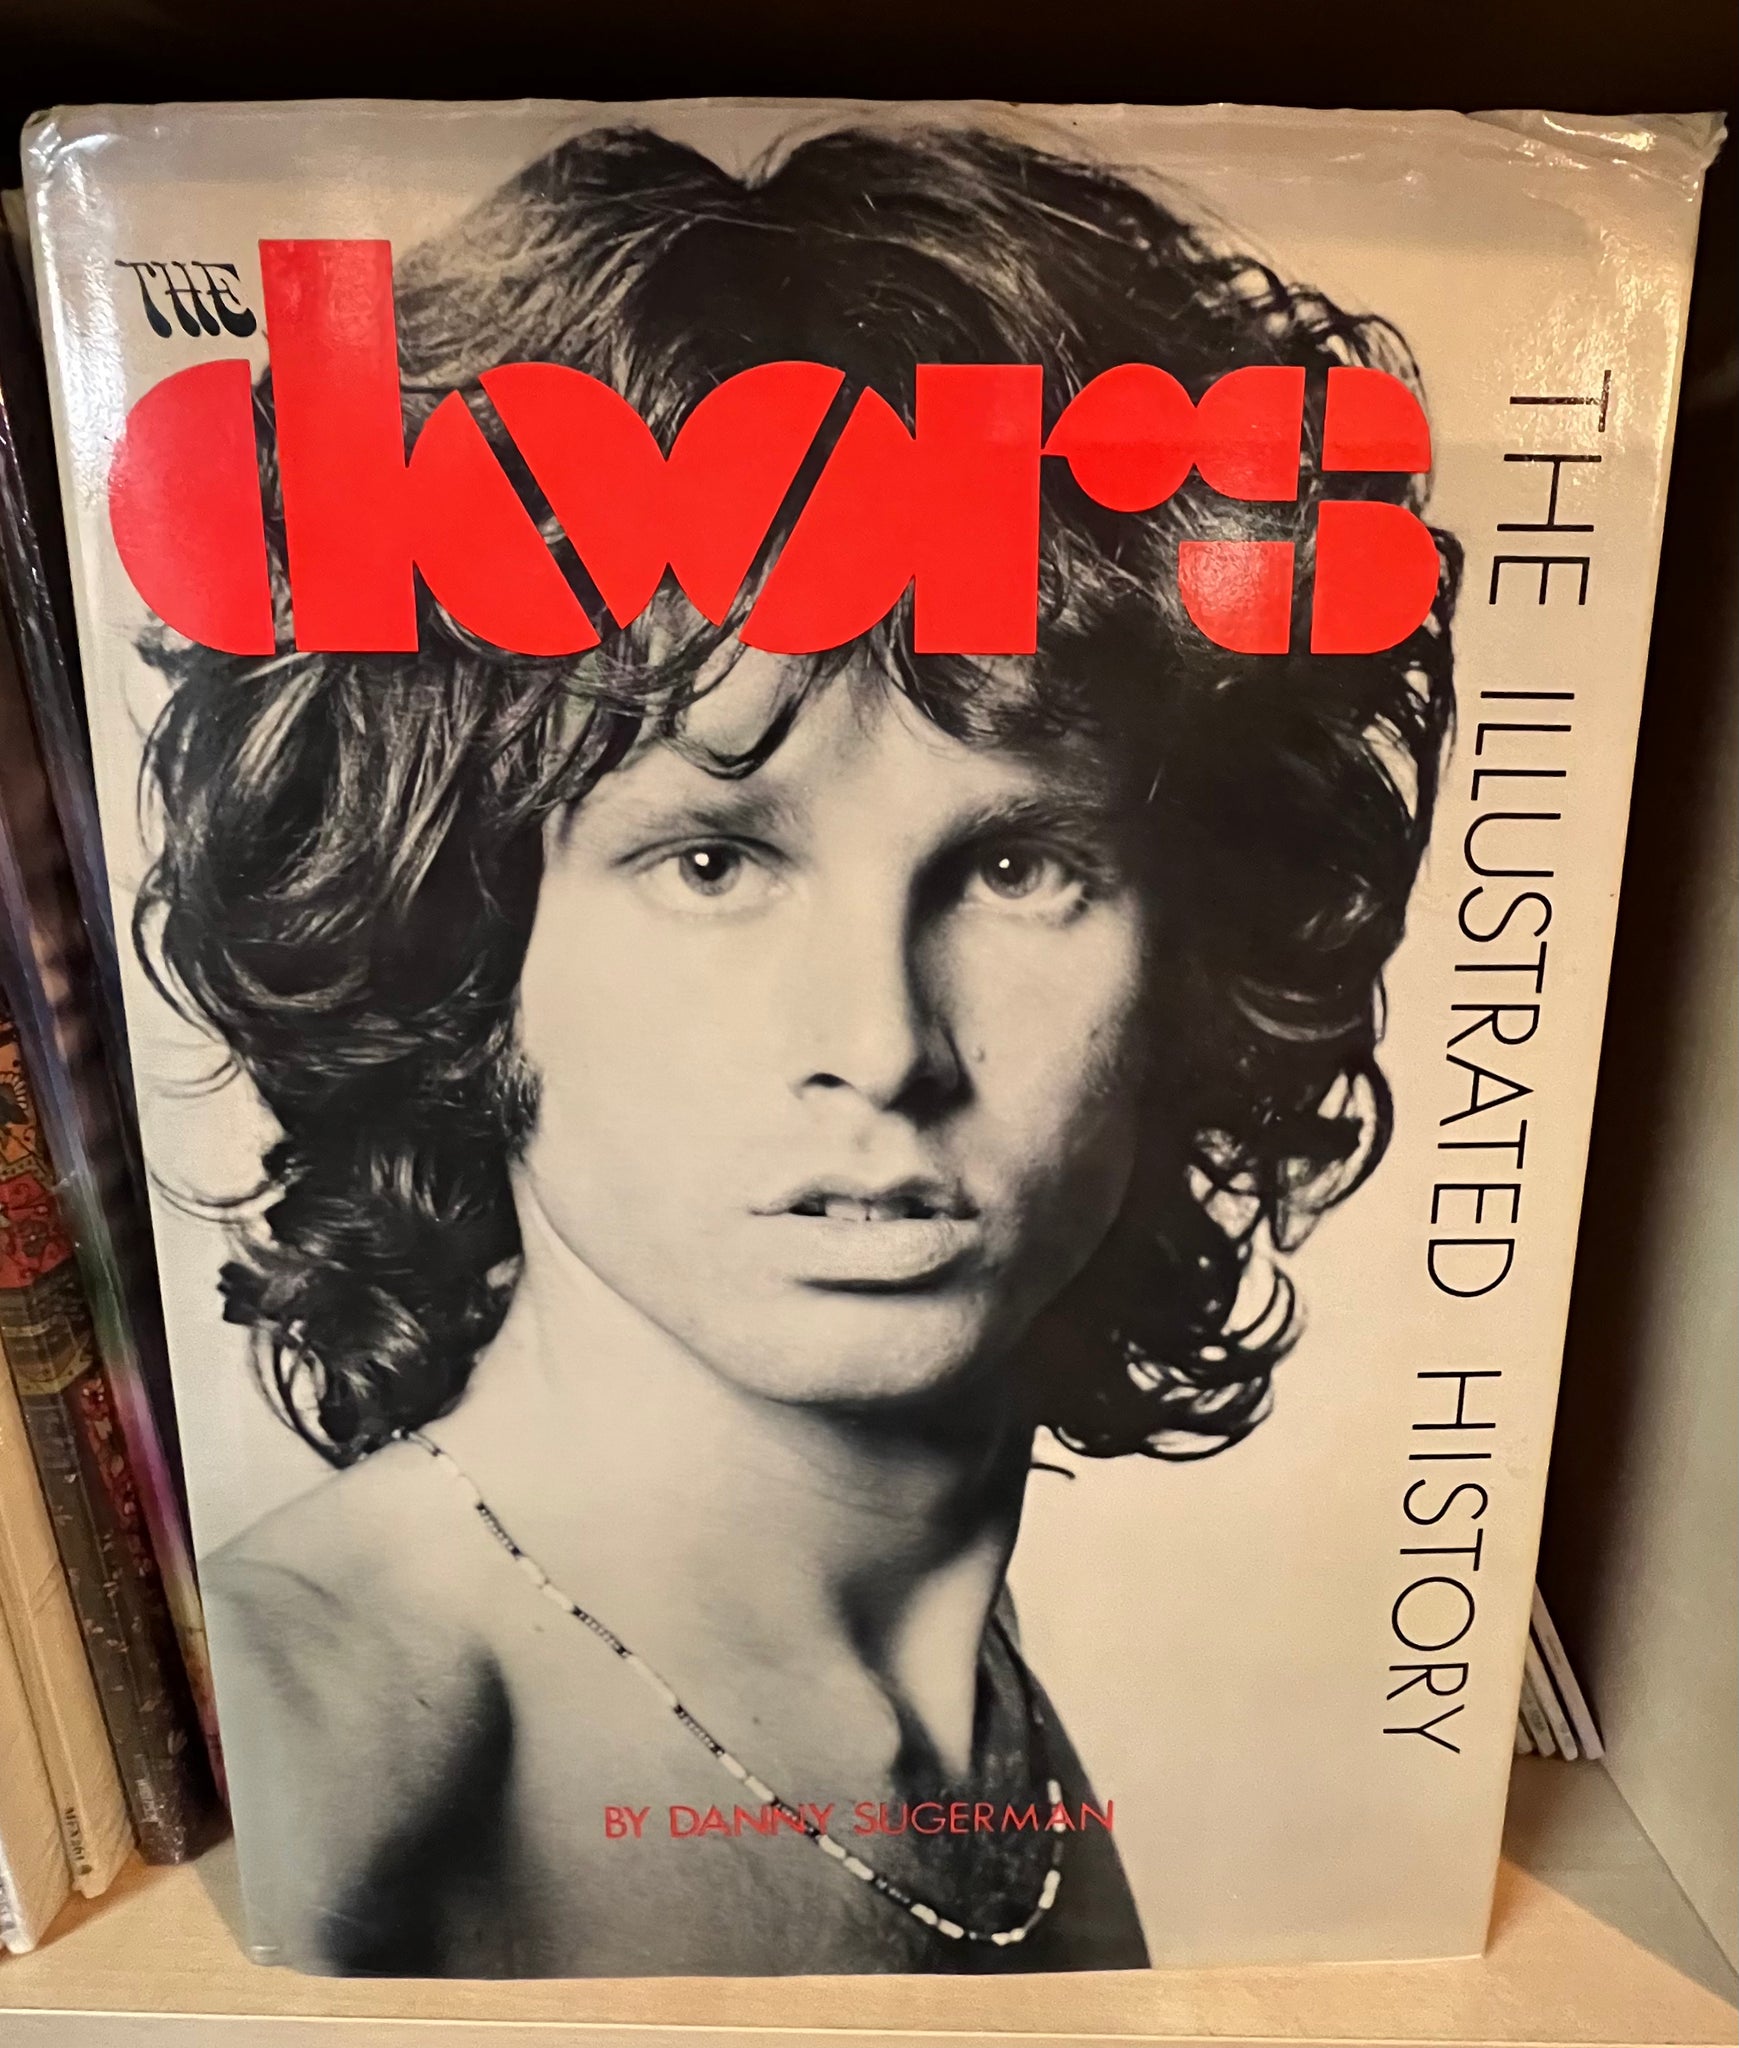 THE
doors
THE ILLUSTRATED HISTORY
BY DANNY SUGERMAN